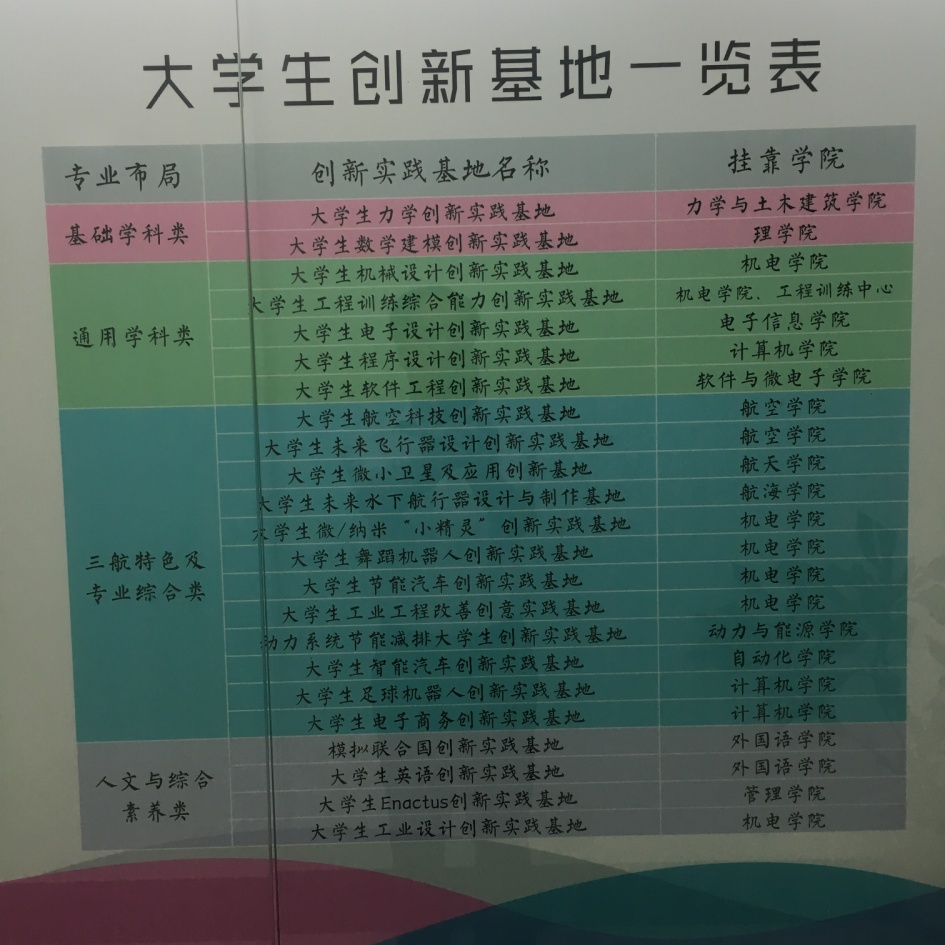 大学生创新基地一览表
专业布局 创新实践基地名称 挂靠学院
基础学科类
大学生力学创新实践基地 力学与土木建筑学院
大学生数学建模创新实践基地 理学院
通用学科类
大学生机械设计创新实践基地 机电学院
大学生工程训练综合能力创新实践基地 机电学院、工程训练中心
大学生电子设计创新实践基地 电子信息学院
大学生程序设计创新实践基地 计算机学院
大学生软件工程创新实践基地 软件与微电子学院
三航特色及
专业综合类
大学生航空科技创新实践基地 航空学院
大学生未来飞行器设计创新实践基地 航空学院
大学生微小卫星及应用创新基地 航天学院
大学生未来水下航行器设计与制作基地 航海学院
大学生微/纳米“小精灵”创新实践基地 机电学院
大学生舞蹈机器人创新实践基地 机电学院
大学生节能汽车创新实践基地 机电学院
大学生工业工程改善创意实践基地 机电学院
动力系统节能减排大学生创新实践基地 动力与能源学院
大学生智能汽车创新实践基地 自动化学院
大学生足球机器人创新实践基地 计算机学院
大学生电子商务创新实践基地 计算机学院
人文与综合
素养类
模拟联合国创新实践基地 外国语学院
大学生英语创新实践基地 外国语学院
大学生Enactus创新实践基地 管理学院
大学生工业设计创新实践基地 机电学院